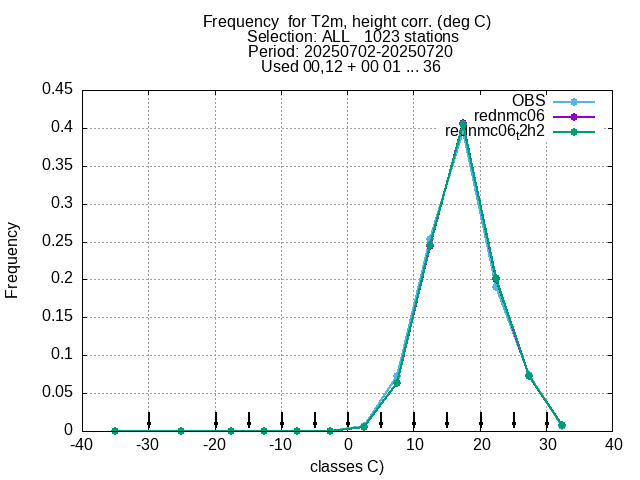 Frequency  for T2m, height corr. (deg C)
Selection: ALL   1023 stations
Period: 20250702-20250720
Used 00,12 + 00 01 ... 36
OBS
rednmc06
rednmc06t2h2
0.45
0.4
0.35
0.3
0.25
0.2
0.15
0.1
0.05
0
Frequency
-40 -30 -20 -10 0 10 20 30 40
classes C)